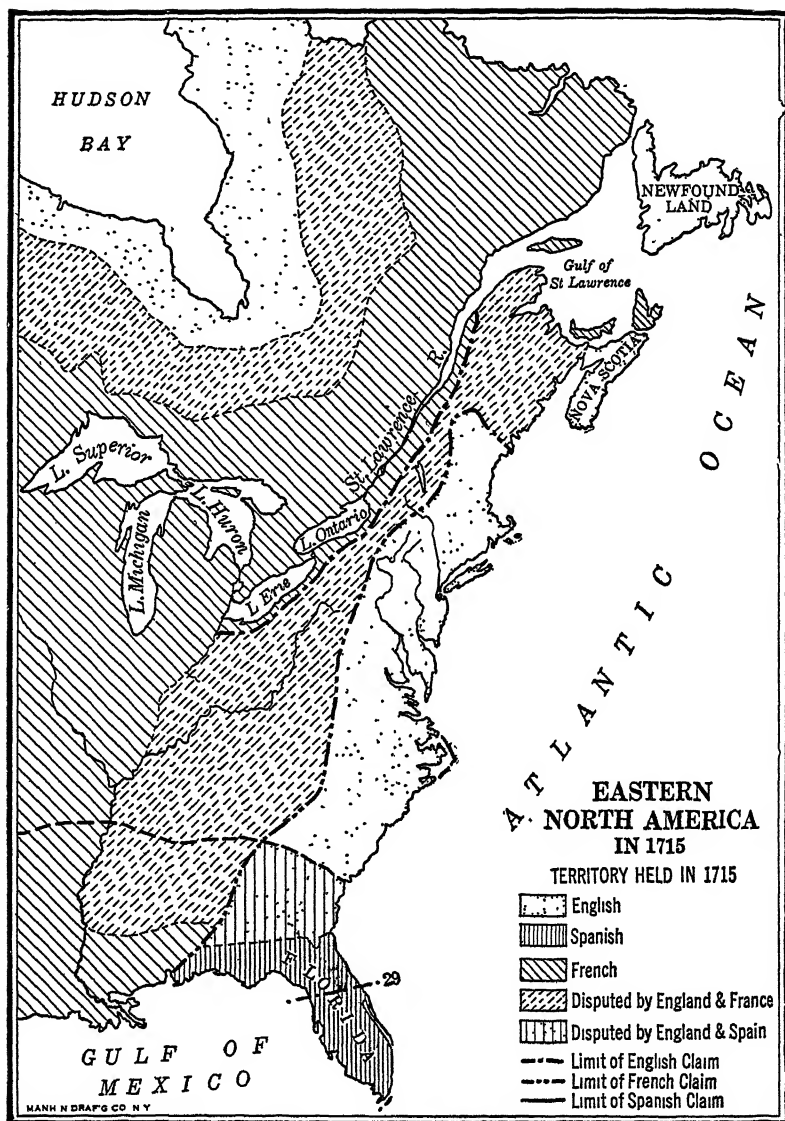 HUDSON
BAY
NEWFOUND
LAND
Gulf of
St Lawrence
NOVA SCOTIA
St. Lawrence R.
L. Superior
L. Huron
L. Michigan
L. Ontario
L Erie
ATLANTIC OCEAN
FLORIDA
29
GULF OF
MEXICO
EASTERN
NORTH AMERICA
IN 1715
TERRITORY HELD IN 1715
English
Spanish
French
Disputed by England & France
Disputed by England & Spain
Limit of English Claim
Limit of French Claim
Limit of Spanish Claim
MANH N DRAF'G CO N Y